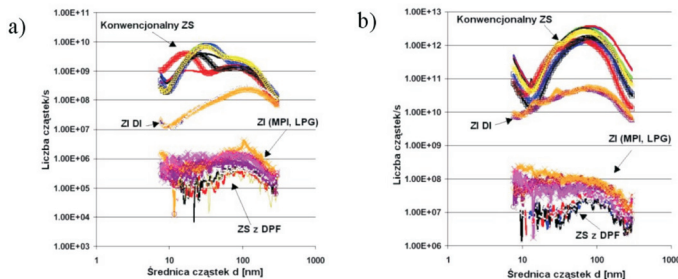 a)
1.00E+11
1.00E+10
1.00E+09
1.00E+08
1.00E+07
1.00E+06
1.00E+05
1.00E+04
1.00E+03
Liczba cząstek/s
Konwencjonalny ZS
ZI DI
ZI (MPI, LPG)
ZS z DPF
1
10
100
1000
Średnica cząstek d [nm]
b)
1.00E+13
1.00E+12
1.00E+11
1.00E+10
1.00E+09
1.00E+08
1.00E+07
1.00E+06
Liczba cząstek/s
Konwencjonalny ZS
ZI DI
ZI (MPI, LPG)
ZS z DPF
1
10
100
1000
Średnica cząstek d [nm]